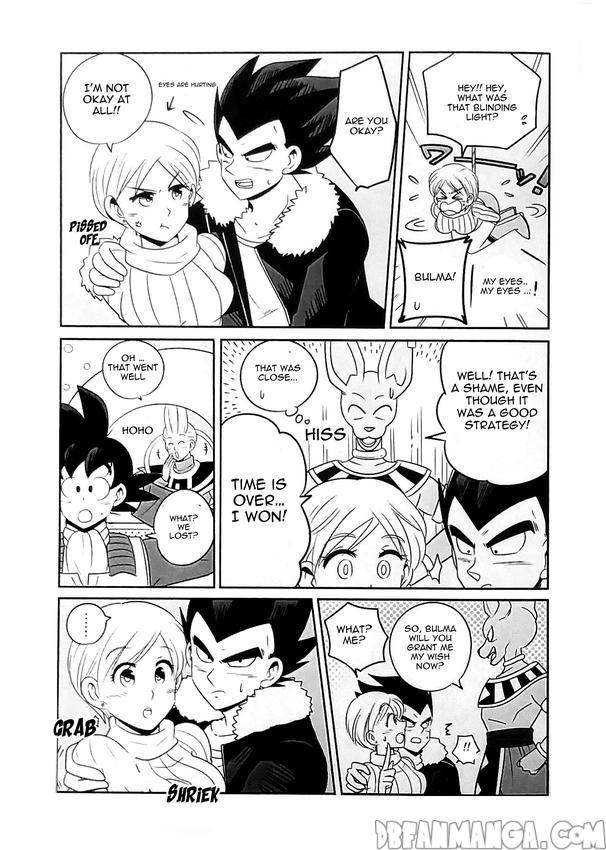 HEY!! HEY,
WHAT WAS
THAT BLINDING
LIGHT?
BULMA!
MY EYES..
MY EYES ...!
ARE YOU
OKAY?
EYES ARE HURTING
I'M NOT
OKAY AT
ALL!!
PISSED
OFF
WELL! THAT'S
A SHAME, EVEN
THOUGH IT
WAS A GOOD
STRATEGY!
THAT WAS
CLOSE...
HISS
TIME IS
OVER...
I WON!
OH ...
THAT WENT
WELL
HOHO
WHAT?
WE
LOST?
SO, BULMA
WILL YOU
GRANT ME
MY WISH
NOW?
WHAT?
ME?
!!
......
GRAB
SHRIEK
DBFANMANGA.COM